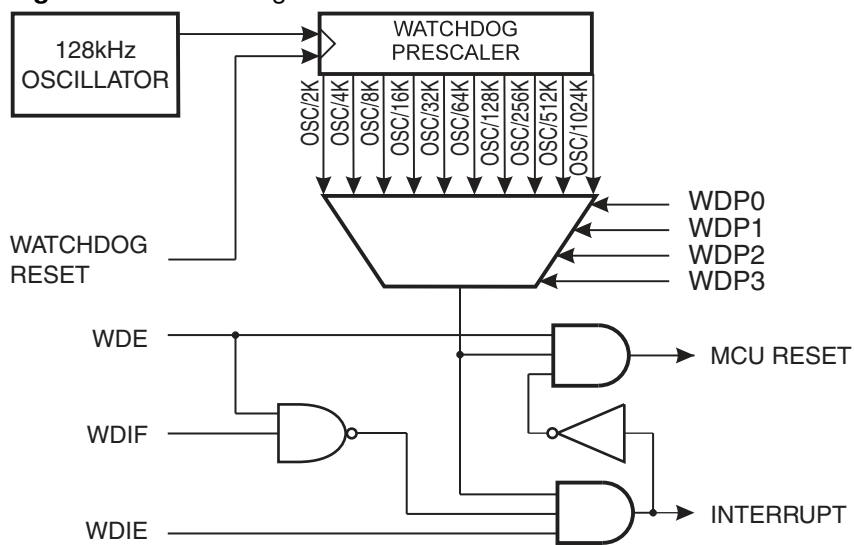 128kHz
OSCILLATOR
WATCHDOG
PRESCALER
OSC/2K
OSC/4K
OSC/8K
OSC/16K
OSC/32K
OSC/64K
OSC/128K
OSC/256K
OSC/512K
OSC/1024K
WDP0
WDP1
WDP2
WDP3
WATCHDOG
RESET
WDE
MCU RESET
WDIF
WDIE
INTERRUPT